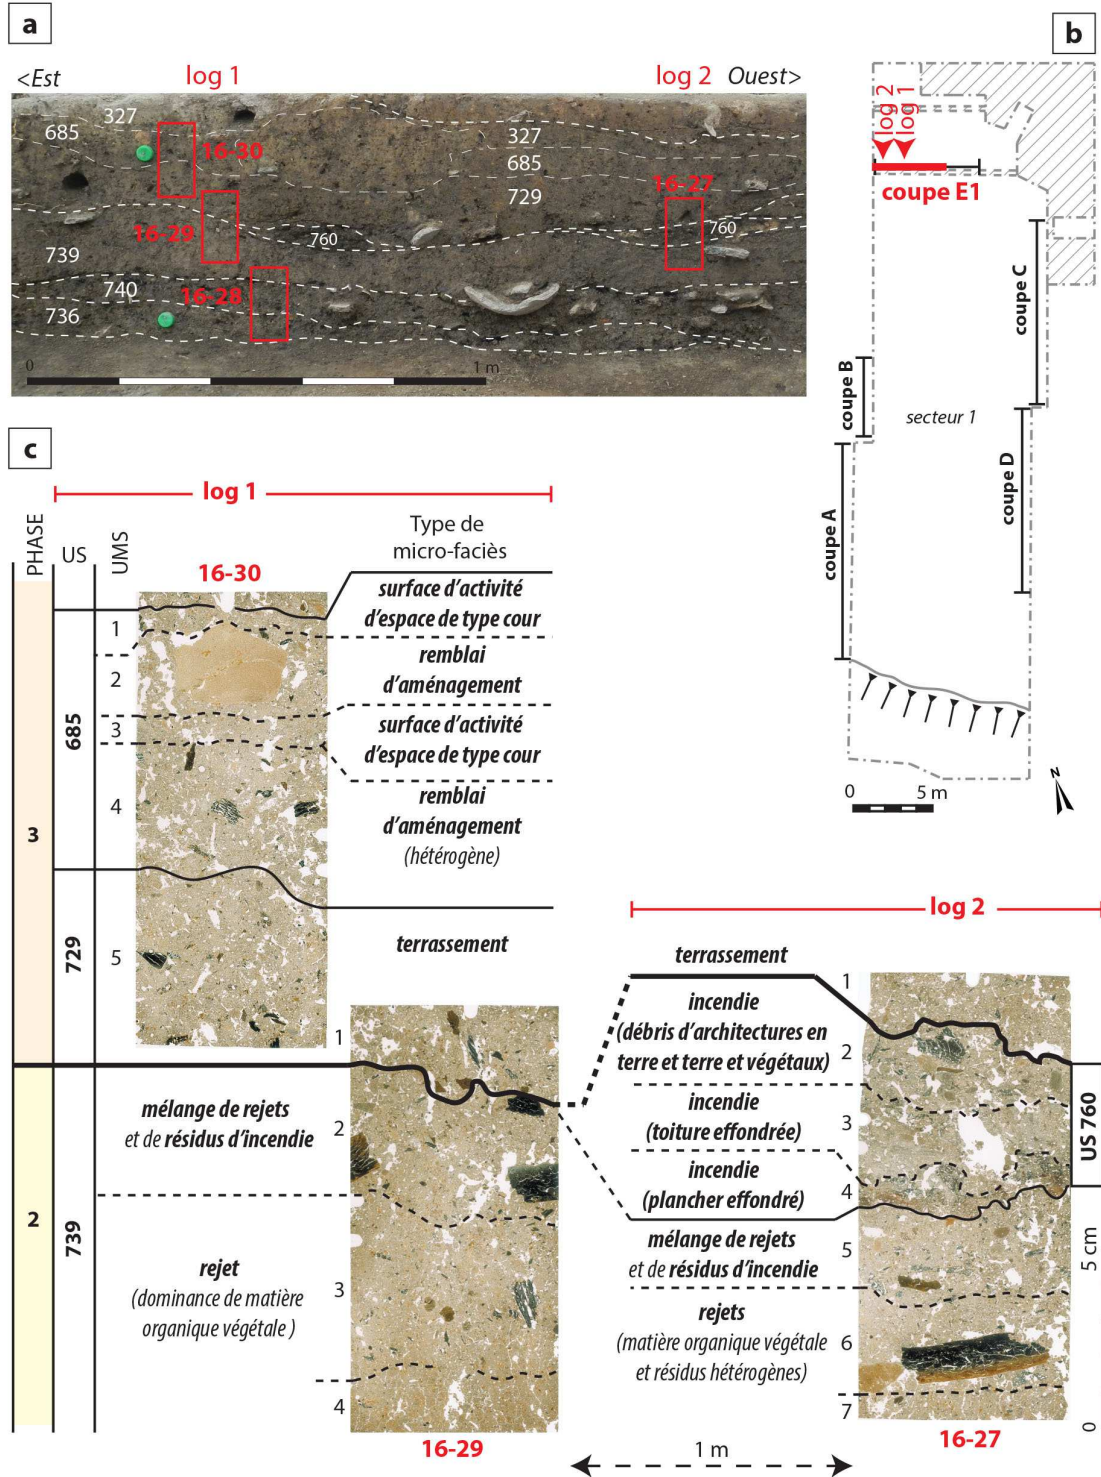 a
<Est
log 1
log 2
Ouest>
327
685
16-30
327
685
729
16-27
16-29
760
760
739
740
16-28
736
0
1 m
b
log 2
log 1
coupe E1
coupe C
coupe B
secteur 1
coupe D
coupe A
0
5 m
N
c
log 1
PHASE
US
UMS
Type de
micro-faciès
16-30
surface d'activité
d'espace de type cour
1
remblai
d'aménagement
2
surface d'activité
d'espace de type cour
3
685
remblai
d'aménagement
(hétérogène)
4
3
729
5
terrassement
log 2
terrassement
1
incendie
(débris d'architectures en
terre et terre et végétaux)
2
incendie
(toiture effondrée)
3
US 760
incendie
(plancher effondré)
4
1
mélange de rejets
et de résidus d'incendie
2
2
739
rejet
(dominance de matière
organique végétale )
3
4
16-29
mélange de rejets
et de résidus d'incendie
5
rejets
(matière organique végétale
et résidus hétérogènes)
6
7
5 cm
0
16-27
1 m